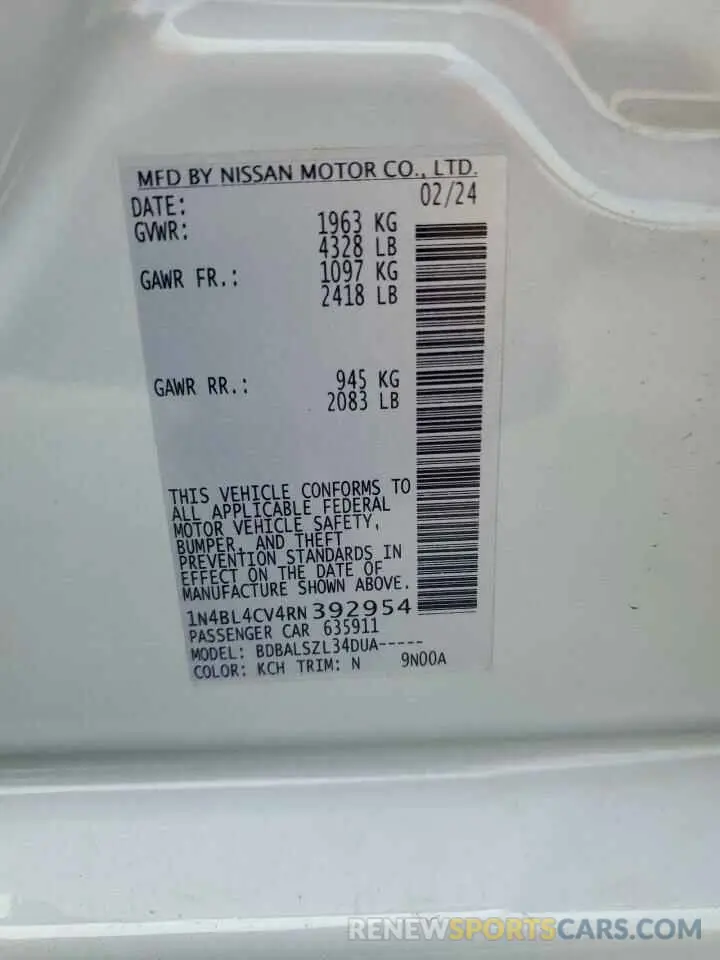 MFD BY NISSAN MOTOR CO., LTD.
DATE: 02/24
GVWR: 1963 KG
4328 LB
GAWR FR.: 1097 KG
2418 LB
GAWR RR.: 945 KG
2083 LB
THIS VEHICLE CONFORMS TO
ALL APPLICABLE FEDERAL
MOTOR VEHICLE SAFETY,
BUMPER, AND THEFT
PREVENTION STANDARDS IN
EFFECT ON THE DATE OF
MANUFACTURE SHOWN ABOVE.
1N4BL4CV4RN392954
PASSENGER CAR 635911
MODEL: BDBALSZL34DUA-----
COLOR: KCH TRIM: N 9N00A
RENEWSPORTSCARS.COM